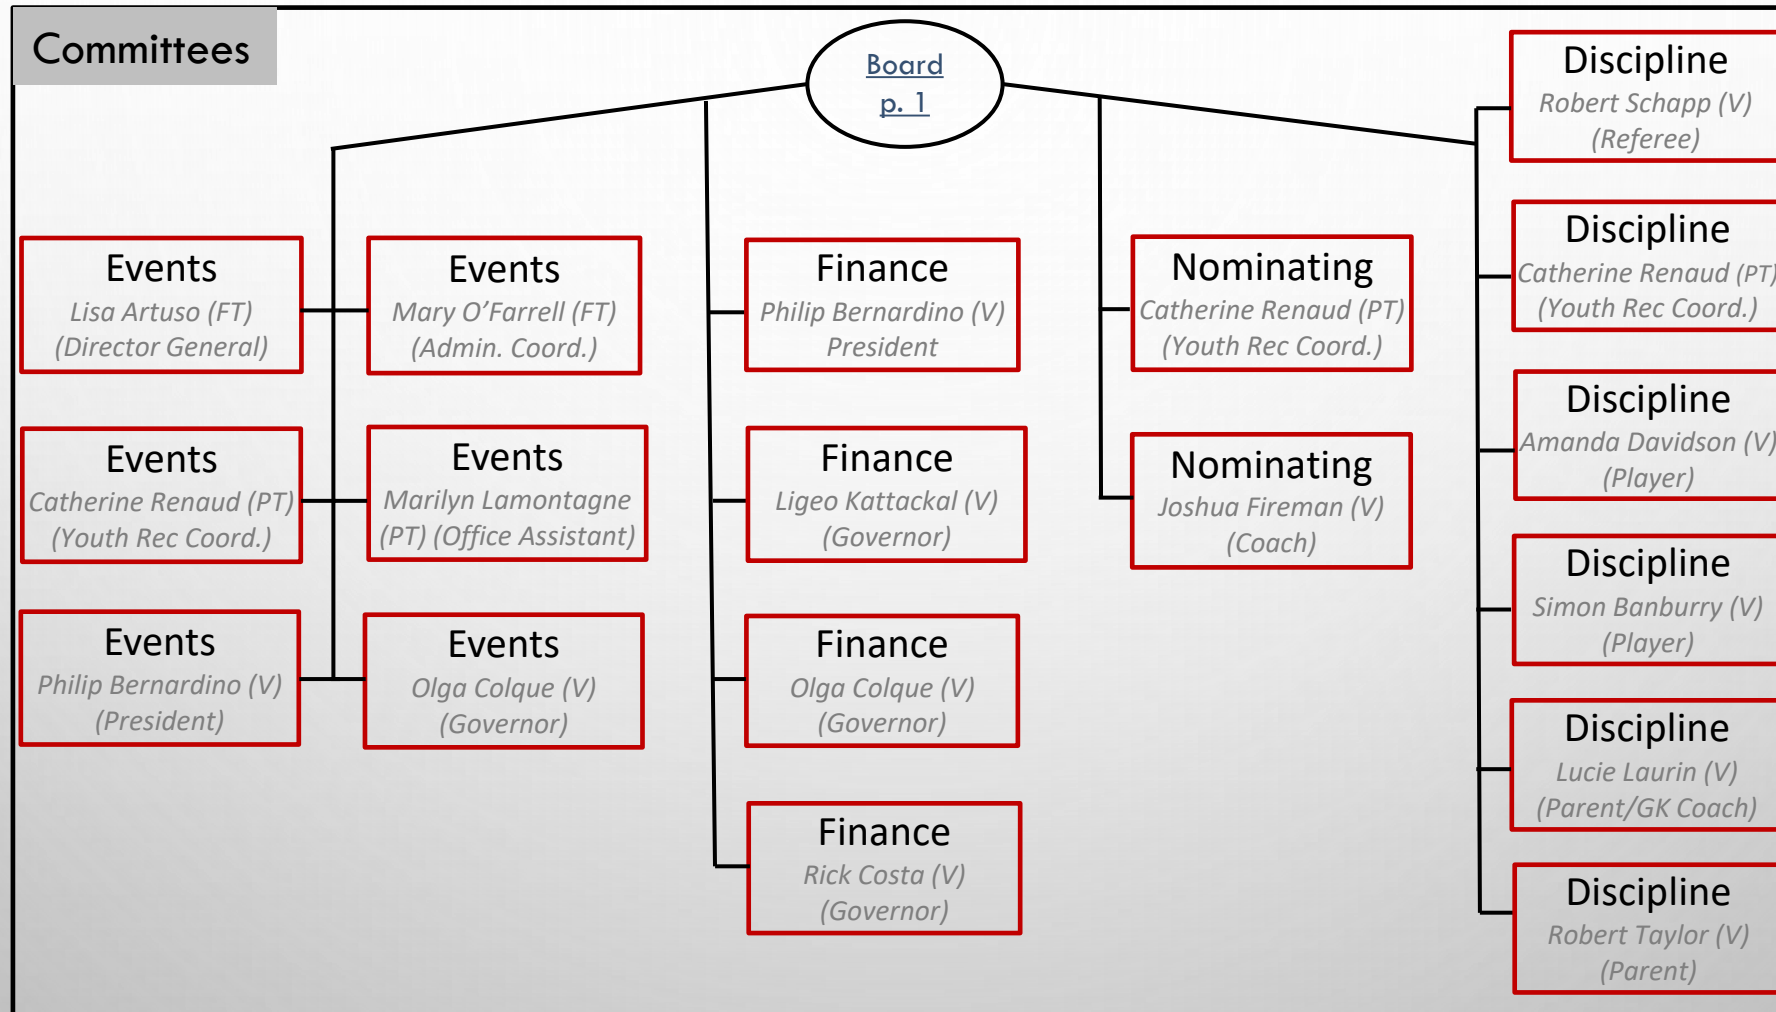 Committees
Board
p. 1
Events
Lisa Artuso (FT)
(Director General)
Events
Mary O’Farrell (FT)
(Admin. Coord.)
Events
Catherine Renaud (PT)
(Youth Rec Coord.)
Events
Marilyn Lamontagne
(PT) (Office Assistant)
Events
Philip Bernardino (V)
(President)
Events
Olga Colque (V)
(Governor)
Finance
Philip Bernardino (V)
President
Finance
Ligeo Kattackal (V)
(Governor)
Finance
Olga Colque (V)
(Governor)
Finance
Rick Costa (V)
(Governor)
Nominating
Catherine Renaud (PT)
(Youth Rec Coord.)
Nominating
Joshua Fireman (V)
(Coach)
Discipline
Robert Schapp (V)
(Referee)
Discipline
Catherine Renaud (PT)
(Youth Rec Coord.)
Discipline
Amanda Davidson (V)
(Player)
Discipline
Simon Banburry (V)
(Player)
Discipline
Lucie Laurin (V)
(Parent/GK Coach)
Discipline
Robert Taylor (V)
(Parent)